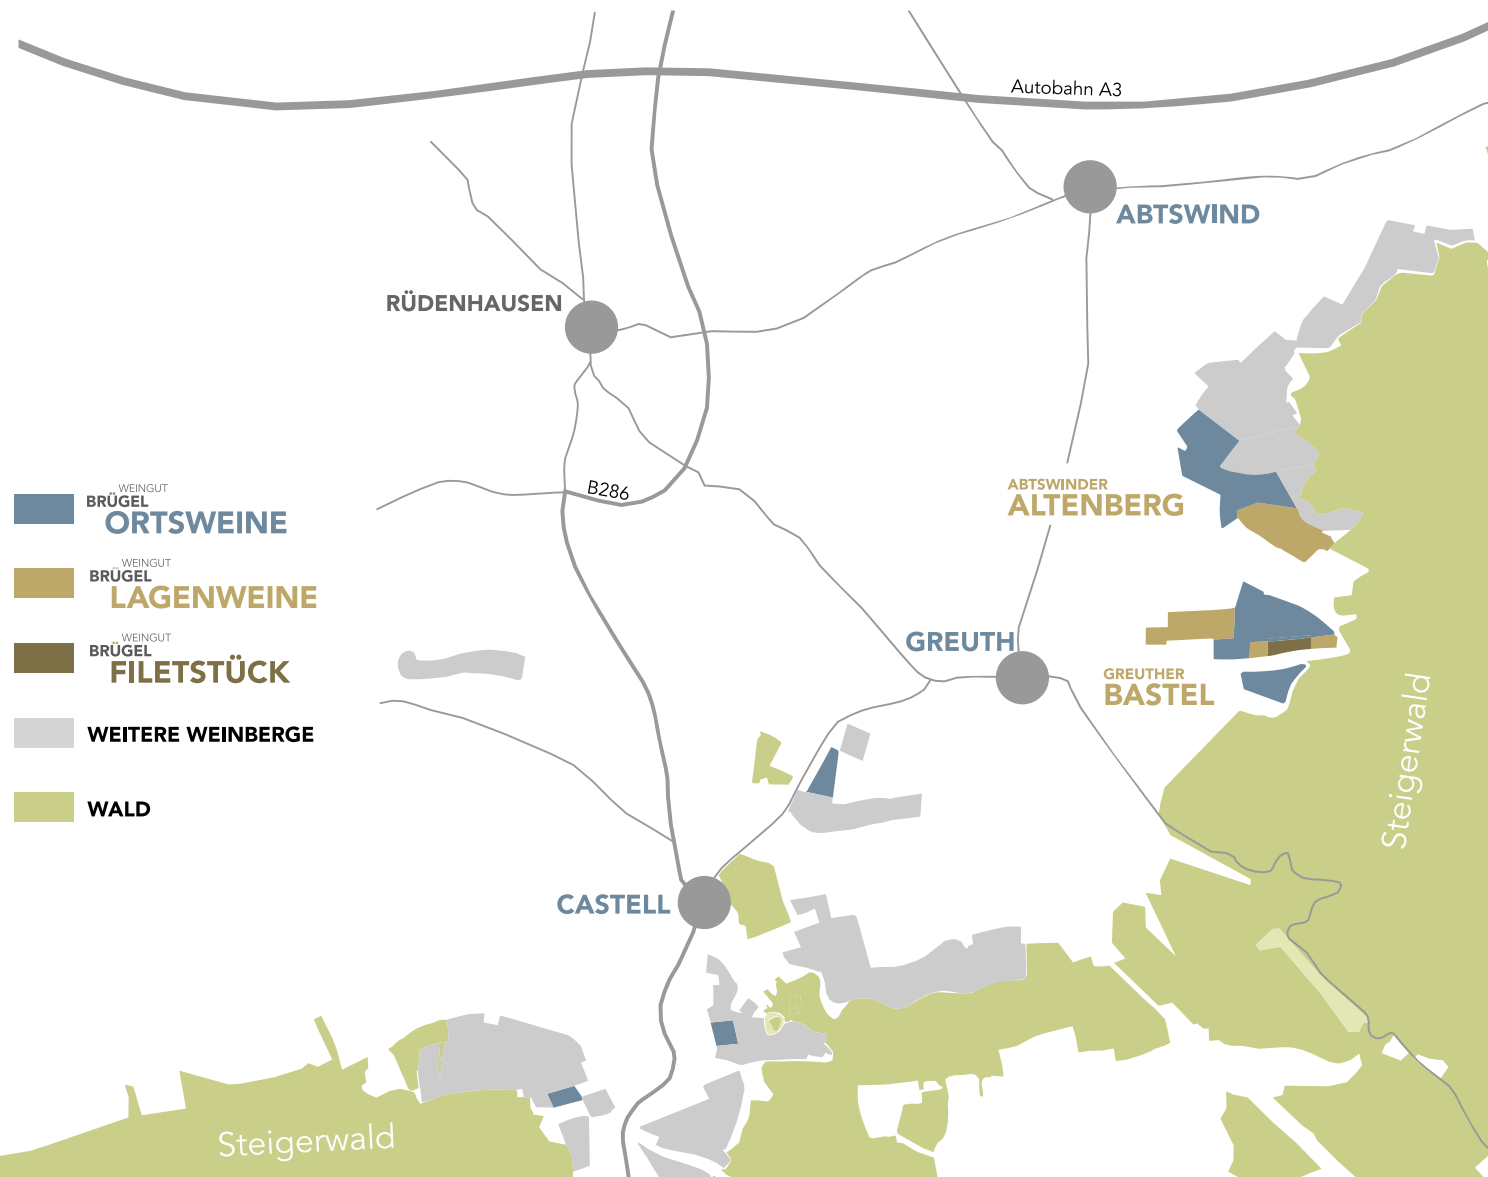 Autobahn A3
ABTSWIND
RÜDENHAUSEN
B286
ABTSWINDER
ALTENBERG
WEINGUT
BRÜGEL
ORTSWEINE
WEINGUT
BRÜGEL
LAGENWEINE
WEINGUT
BRÜGEL
FILETSTÜCK
WEITERE WEINBERGE
WALD
GREUTH
GREUTHER
BASTEL
Steigerwald
CASTELL
Steigerwald